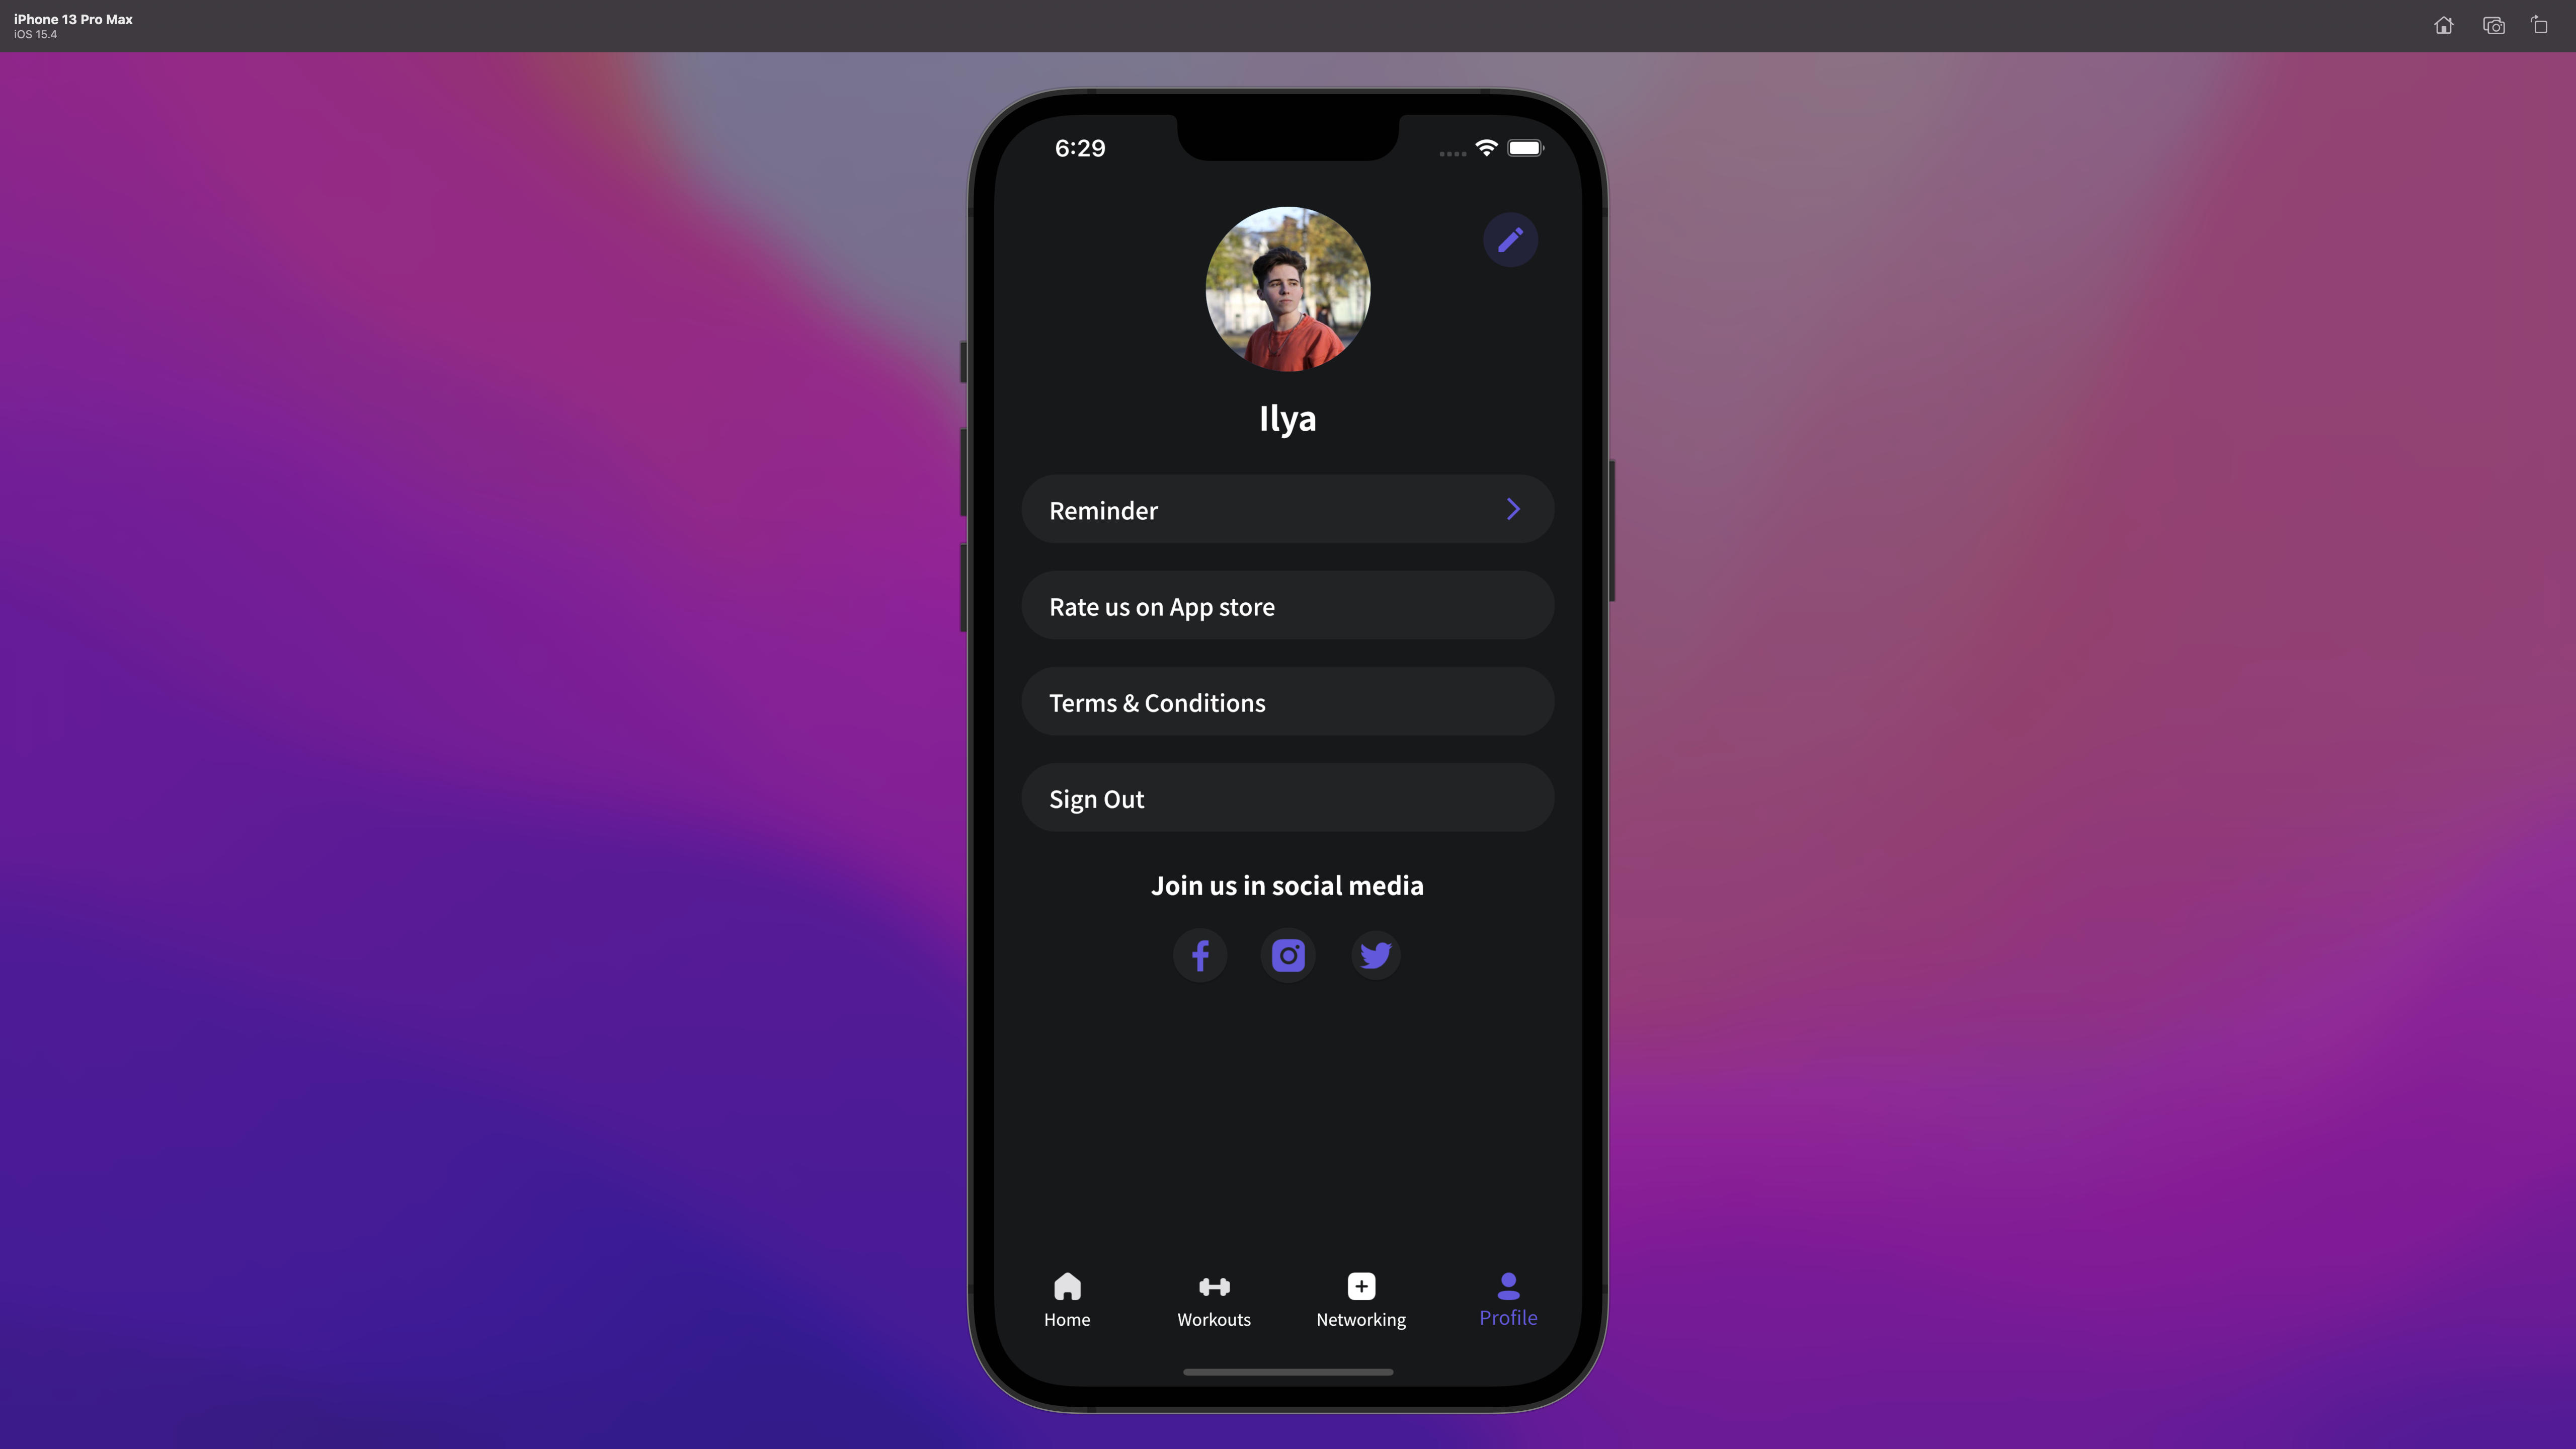 iPhone 13 Pro Max
iOS 15.4
6:29
Ilya
Reminder
Rate us on App store
Terms & Conditions
Sign Out
Join us in social media
Home
Workouts
Networking
Profile